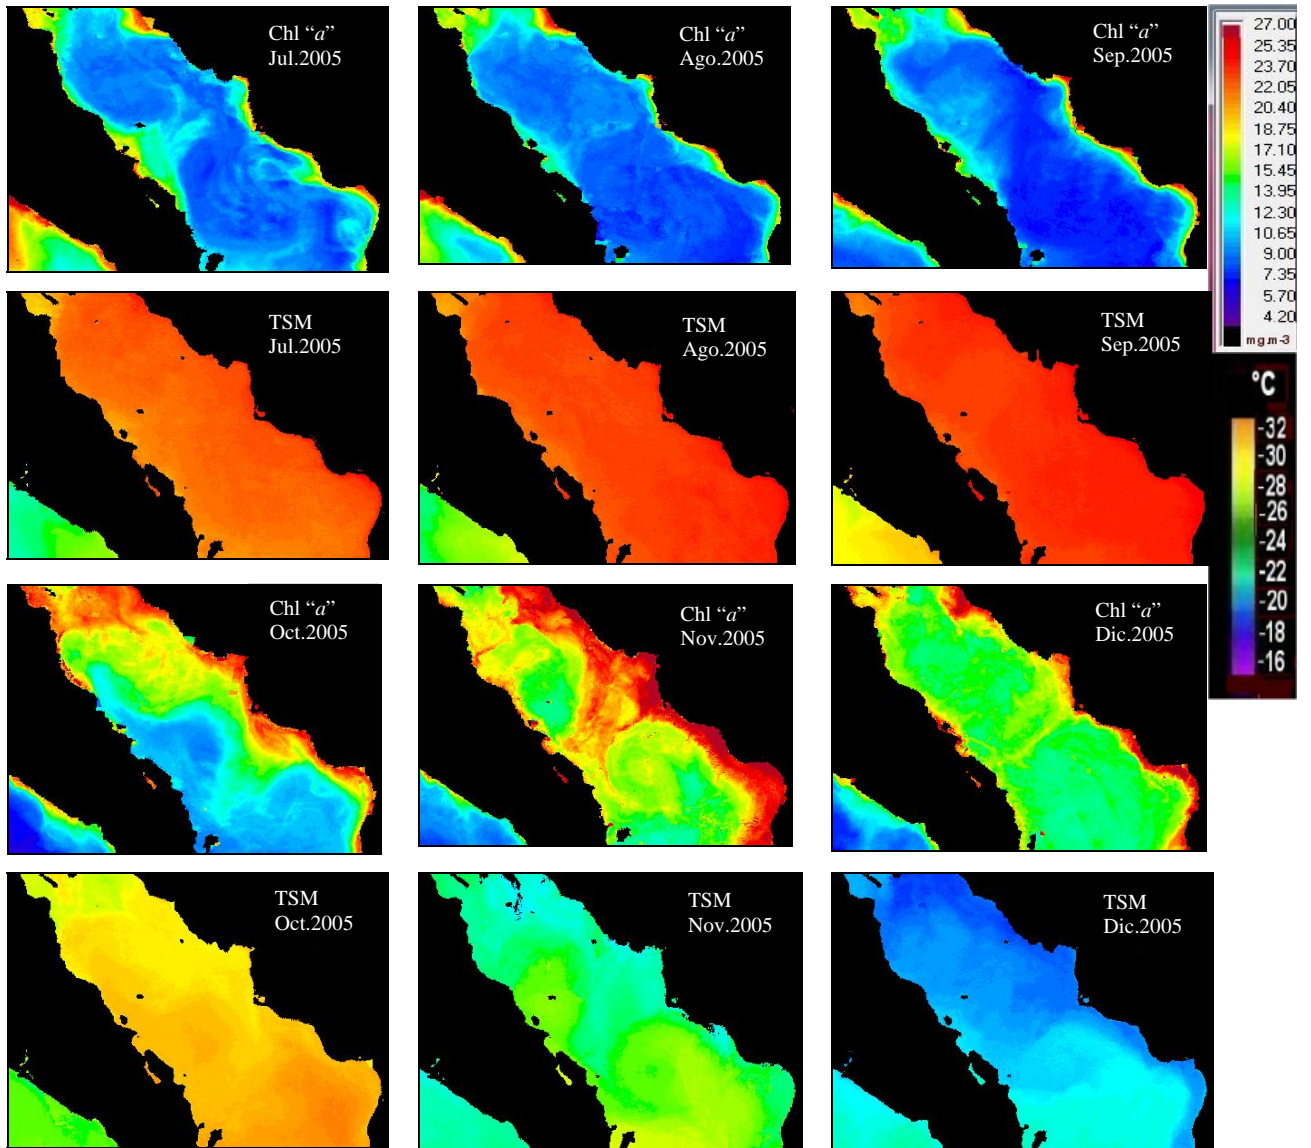 Chl “a”
Jul.2005
Chl “a”
Ago.2005
Chl “a”
Sep.2005
27.00
25.35
23.70
22.05
20.40
18.75
17.10
15.45
13.95
12.30
10.65
9.00
7.35
5.70
4.20
mg.m-3
TSM
Jul.2005
TSM
Ago.2005
TSM
Sep.2005
°C
-32
-30
-28
-26
-24
-22
-20
-18
-16
Chl “a”
Oct.2005
Chl “a”
Nov.2005
Chl “a”
Dic.2005
TSM
Oct.2005
TSM
Nov.2005
TSM
Dic.2005